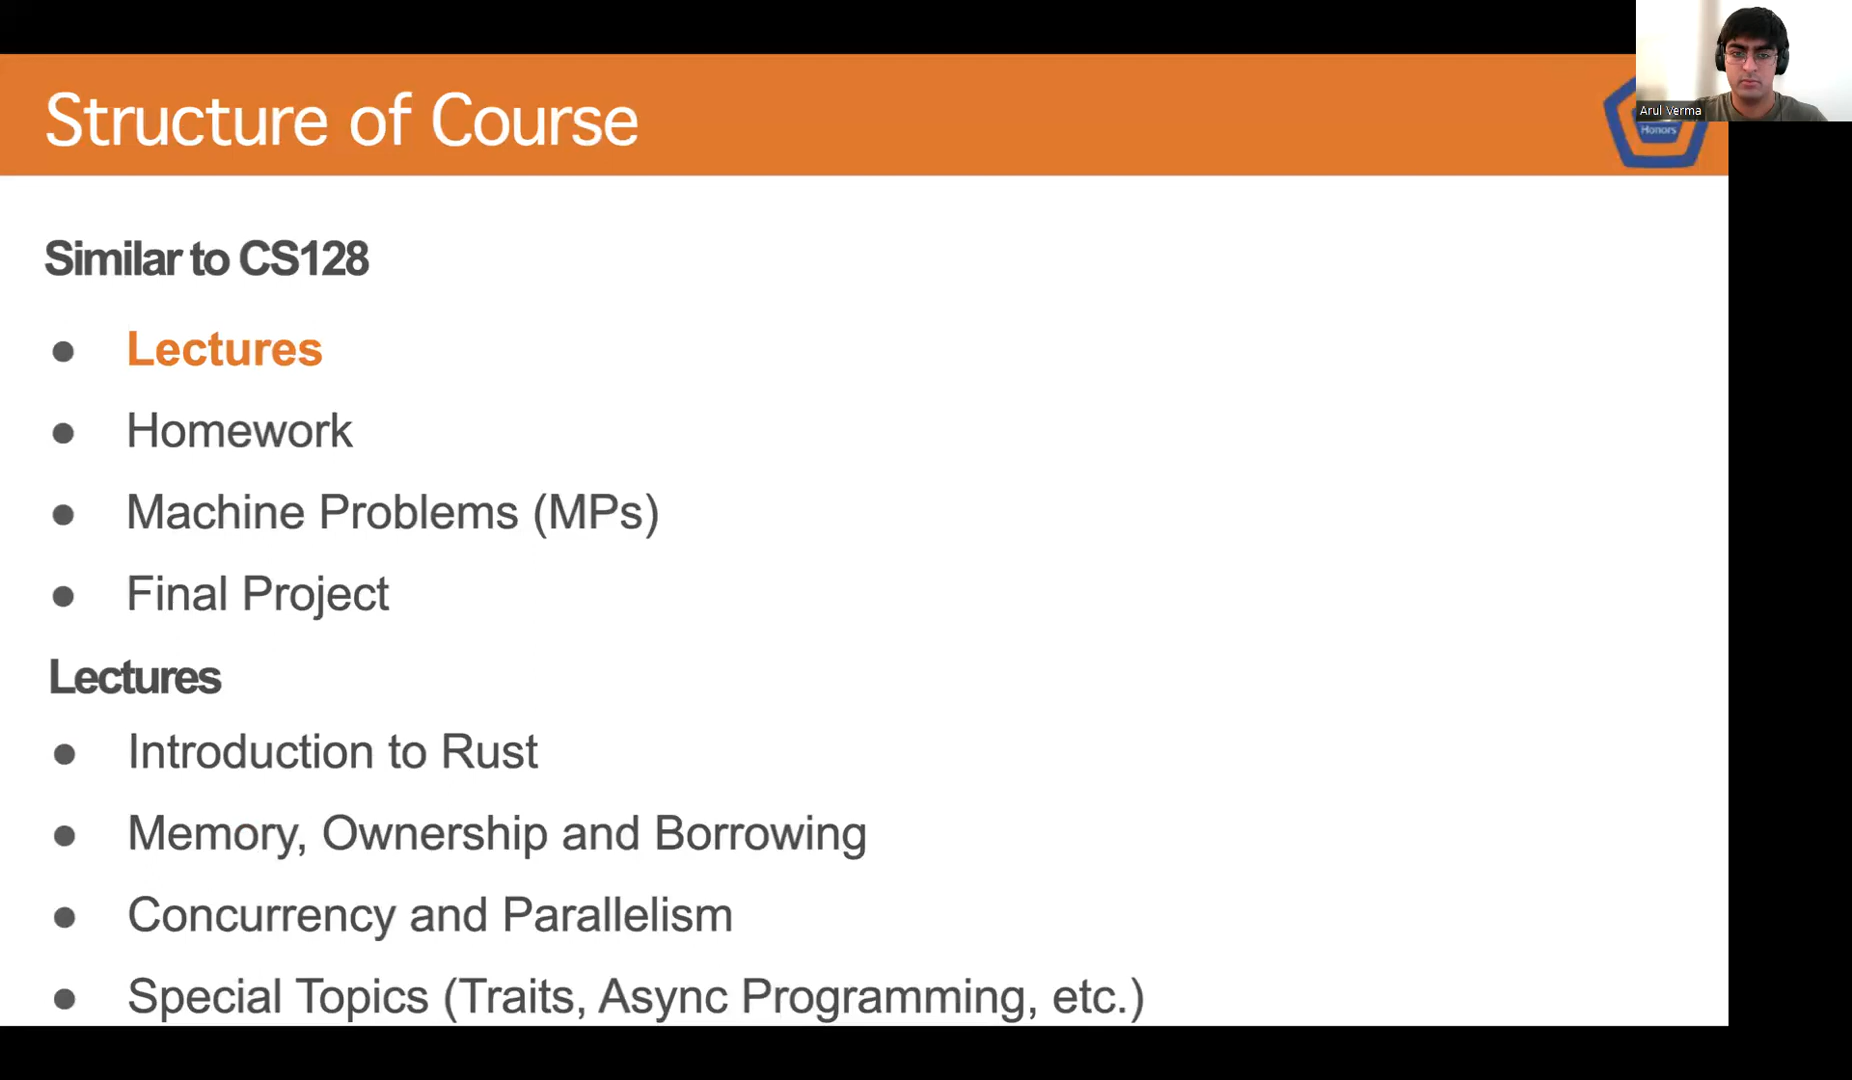 Structure of Course
Arul Verma
Honors
Similar to CS128
● Lectures
● Homework
● Machine Problems (MPs)
● Final Project
Lectures
● Introduction to Rust
● Memory, Ownership and Borrowing
● Concurrency and Parallelism
● Special Topics (Traits, Async Programming, etc.)